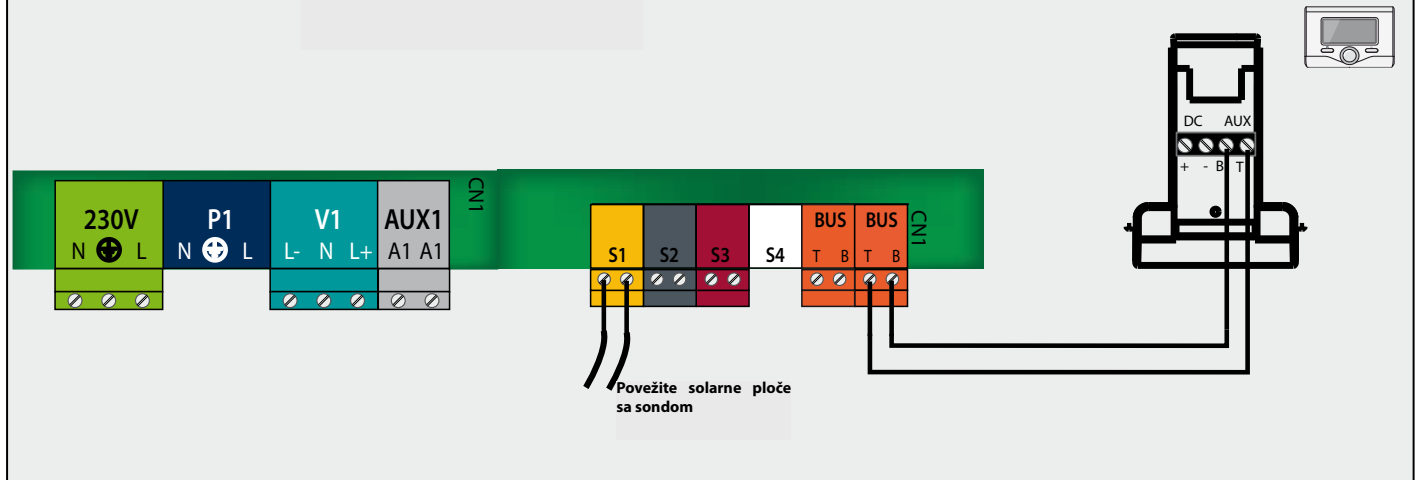 230V
N L
P1
N L
V1
L- N L+
AUX1
A1 A1
CN1
S1
S2
S3
S4
BUS
T B
BUS
T B
CN1
DC AUX
+ - B T
Povežite solarne ploče
sa sondom